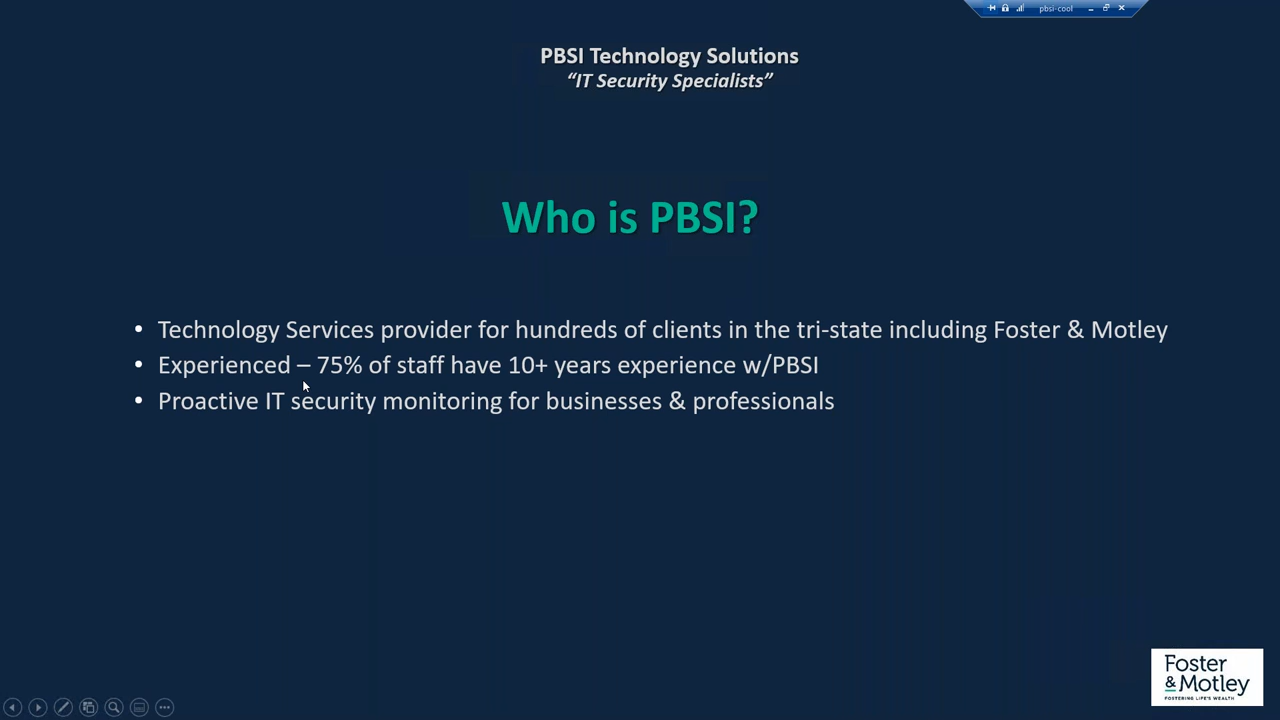 pbsi-cool
PBSI Technology Solutions
“IT Security Specialists”
Who is PBSI?
• Technology Services provider for hundreds of clients in the tri-state including Foster & Motley
• Experienced – 75% of staff have 10+ years experience w/PBSI
• Proactive IT security monitoring for businesses & professionals
Foster
& Motley
FOSTERING LIFE'S WEALTH